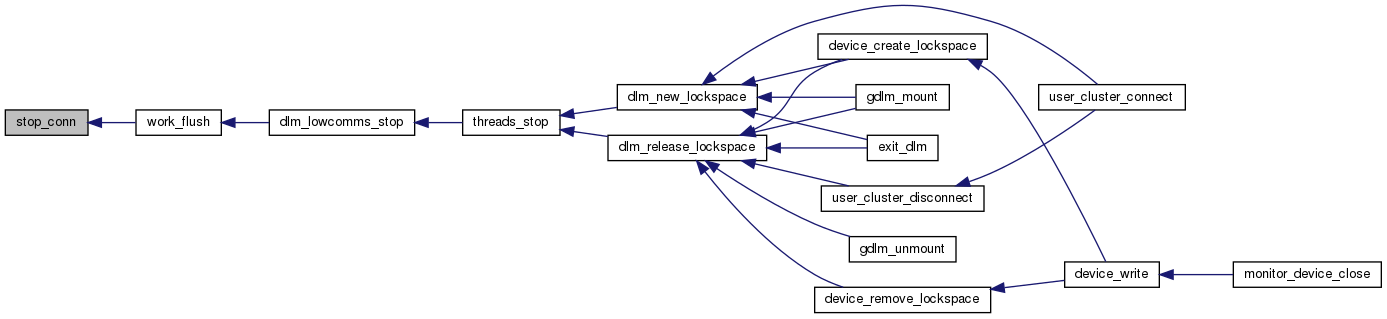 stop_conn
work_flush
dlm_lowcomms_stop
threads_stop
dlm_new_lockspace
dlm_release_lockspace
device_create_lockspace
gdlm_mount
exit_dlm
user_cluster_disconnect
gdlm_unmount
device_remove_lockspace
user_cluster_connect
device_write
monitor_device_close